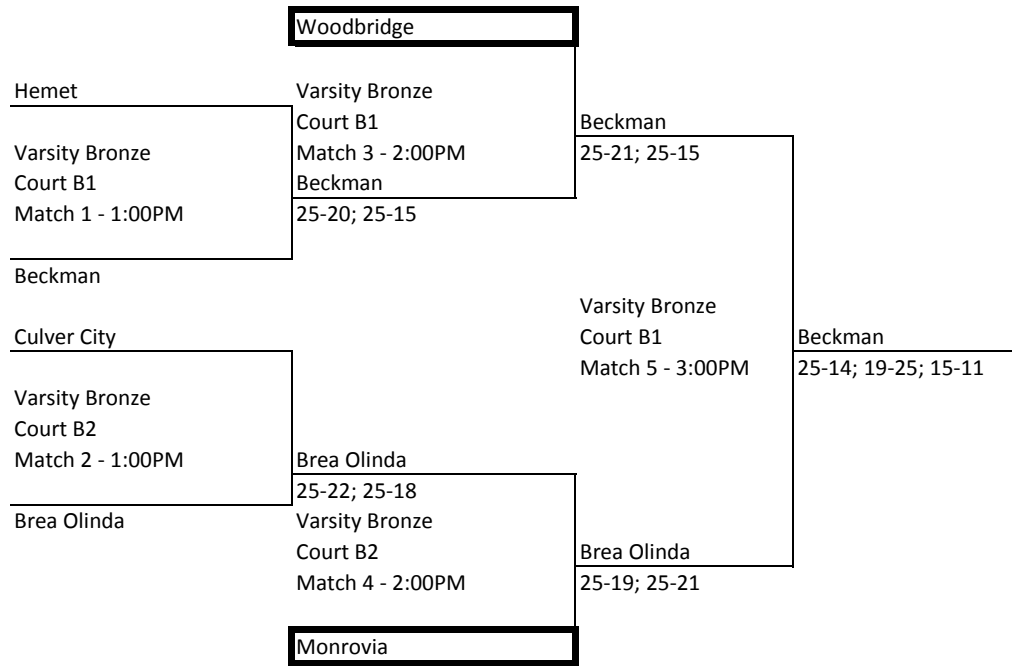 Woodbridge
Hemet
Varsity Bronze
Court B1
Match 1 - 1:00PM
Beckman
Varsity Bronze
Court B1
Match 3 - 2:00PM
Beckman
25-20; 25-15
Beckman
25-21; 25-15
Culver City
Varsity Bronze
Court B2
Match 2 - 1:00PM
Brea Olinda
Brea Olinda
25-22; 25-18
Varsity Bronze
Court B2
Match 4 - 2:00PM
Monrovia
Brea Olinda
25-19; 25-21
Varsity Bronze
Court B1
Match 5 - 3:00PM
Beckman
25-14; 19-25; 15-11